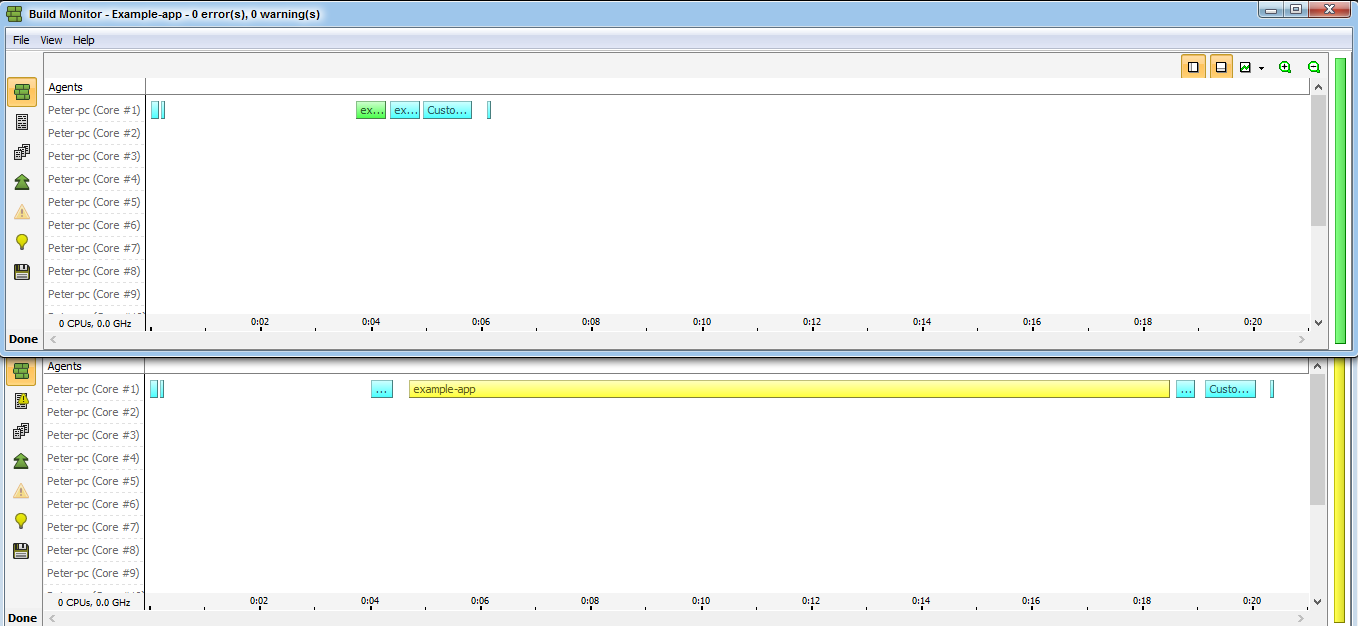 Build Monitor - Example-app - 0 error(s), 0 warning(s)
File View Help
Agents
Peter-pc (Core #1) ex... ex... Custo...
Peter-pc (Core #2)
Peter-pc (Core #3)
Peter-pc (Core #4)
Peter-pc (Core #5)
Peter-pc (Core #6)
Peter-pc (Core #7)
Peter-pc (Core #8)
Peter-pc (Core #9)
0 CPUs, 0.0 GHz 0:02 0:04 0:06 0:08 0:10 0:12 0:14 0:16 0:18 0:20
Done
Agents
Peter-pc (Core #1) ... example-app ... Custo...
Peter-pc (Core #2)
Peter-pc (Core #3)
Peter-pc (Core #4)
Peter-pc (Core #5)
Peter-pc (Core #6)
Peter-pc (Core #7)
Peter-pc (Core #8)
Peter-pc (Core #9)
0 CPUs, 0.0 GHz 0:02 0:04 0:06 0:08 0:10 0:12 0:14 0:16 0:18 0:20
Done